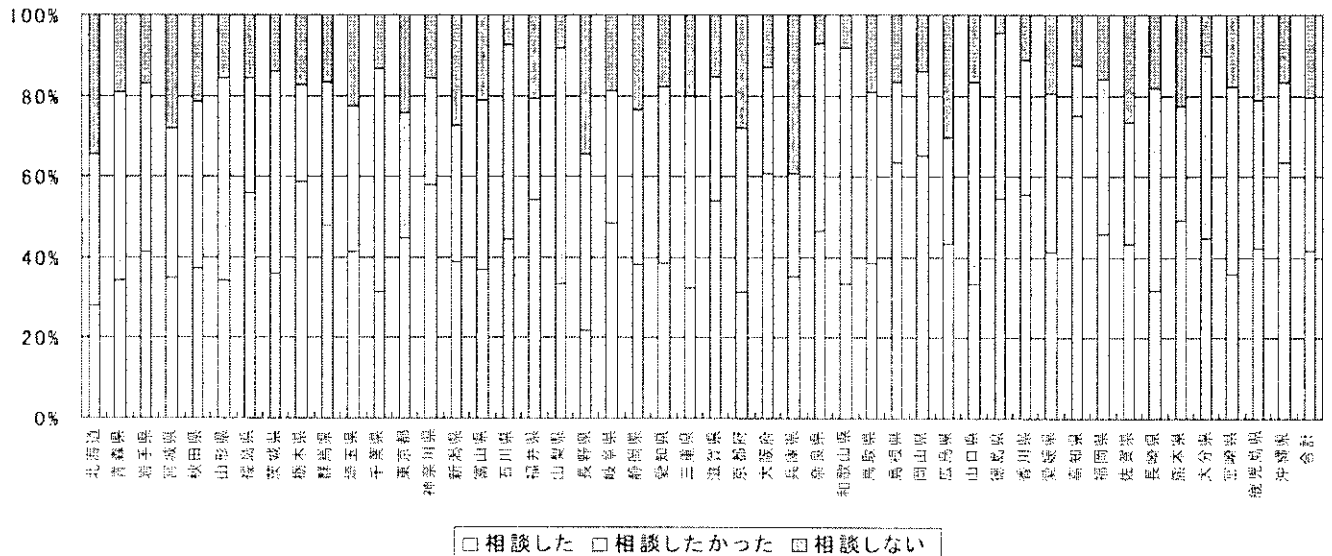 100%
80%
60%
40%
20%
0%
北海道
青森県
岩手県
宮城県
秋田県
山形県
福島県
茨城県
栃木県
群馬県
埼玉県
千葉県
東京都
神奈川県
新潟県
富山県
石川県
福井県
山梨県
長野県
岐阜県
静岡県
愛知県
三重県
滋賀県
京都府
大阪府
兵庫県
奈良県
和歌山県
鳥取県
島根県
岡山県
広島県
山口県
徳島県
香川県
愛媛県
高知県
福岡県
佐賀県
長崎県
熊本県
大分県
宮崎県
鹿児島県
沖縄県
合計
相談した 相談したかった 相談しない